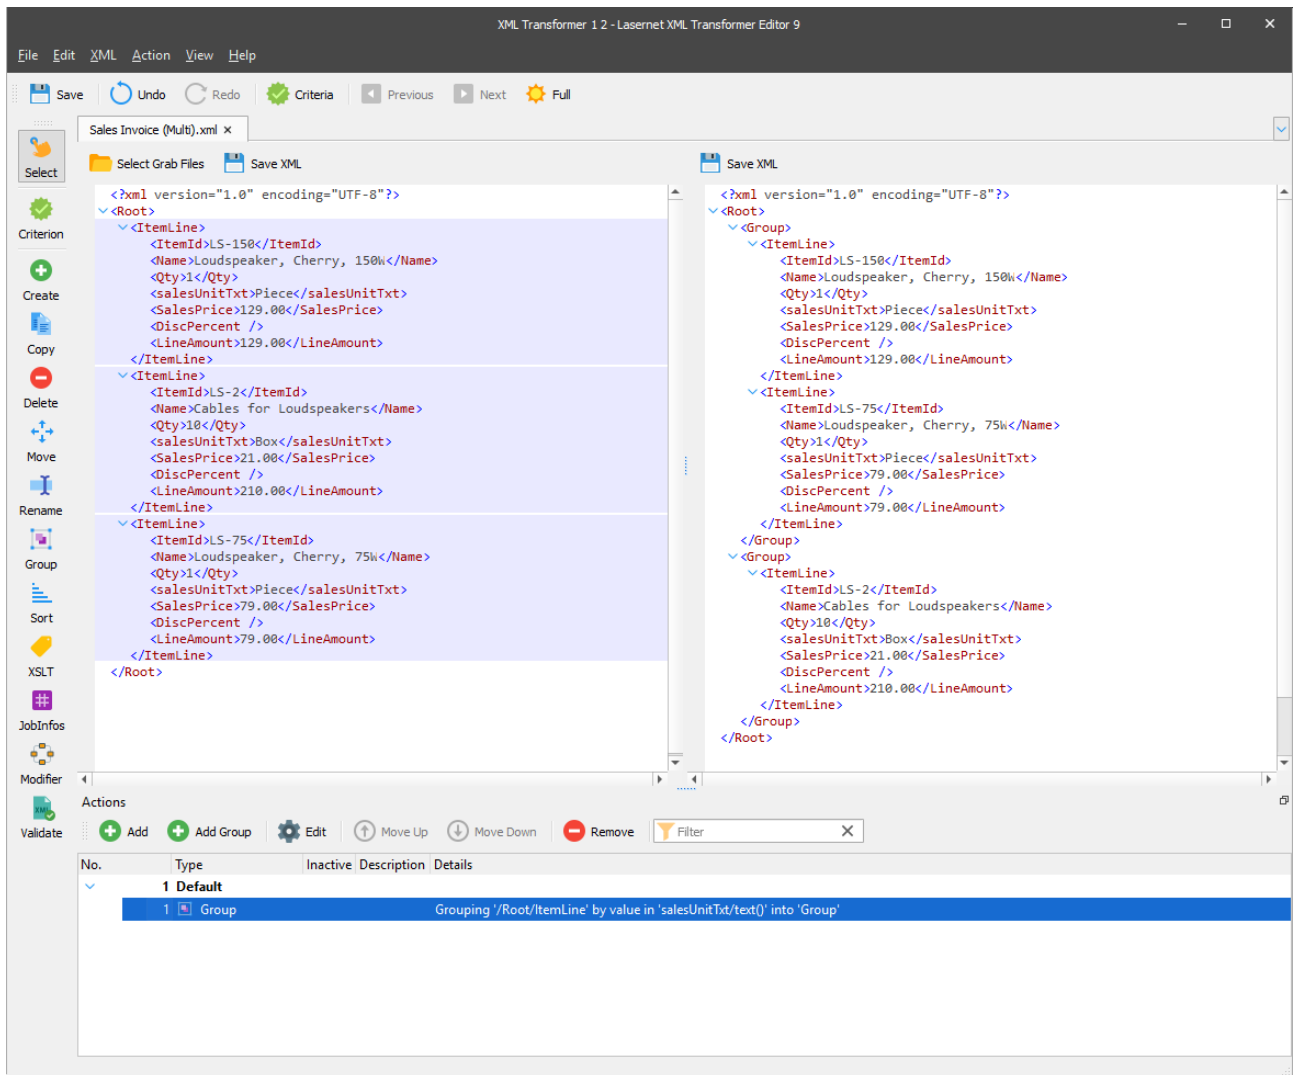 XML Transformer 1 2 - Lasernet XML Transformer Editor 9
File Edit XML Action View Help
Save Undo Redo Criteria Previous Next Full
Sales Invoice (Multi).xml
Select
Criterion
Create
Copy
Delete
Move
Rename
Group
Sort
XSLT
JobInfos
Modifier
Validate
Select Grab Files Save XML
<?xml version="1.0" encoding="UTF-8"?>
<Root>
<ItemLine>
<ItemId>LS-150</ItemId>
<Name>Loudspeaker, Cherry, 150W</Name>
<Qty>1</Qty>
<salesUnitTxt>Piece</salesUnitTxt>
<SalesPrice>129.00</SalesPrice>
<DiscPercent />
<LineAmount>129.00</LineAmount>
</ItemLine>
<ItemLine>
<ItemId>LS-2</ItemId>
<Name>Cables for Loudspeakers</Name>
<Qty>10</Qty>
<salesUnitTxt>Box</salesUnitTxt>
<SalesPrice>21.00</SalesPrice>
<DiscPercent />
<LineAmount>210.00</LineAmount>
</ItemLine>
<ItemLine>
<ItemId>LS-75</ItemId>
<Name>Loudspeaker, Cherry, 75W</Name>
<Qty>1</Qty>
<salesUnitTxt>Piece</salesUnitTxt>
<SalesPrice>79.00</SalesPrice>
<DiscPercent />
<LineAmount>79.00</LineAmount>
</ItemLine>
</Root>
Save XML
<?xml version="1.0" encoding="UTF-8"?>
<Root>
<Group>
<ItemLine>
<ItemId>LS-150</ItemId>
<Name>Loudspeaker, Cherry, 150W</Name>
<Qty>1</Qty>
<salesUnitTxt>Piece</salesUnitTxt>
<SalesPrice>129.00</SalesPrice>
<DiscPercent />
<LineAmount>129.00</LineAmount>
</ItemLine>
<ItemLine>
<ItemId>LS-75</ItemId>
<Name>Loudspeaker, Cherry, 75W</Name>
<Qty>1</Qty>
<salesUnitTxt>Piece</salesUnitTxt>
<SalesPrice>79.00</SalesPrice>
<DiscPercent />
<LineAmount>79.00</LineAmount>
</ItemLine>
</Group>
<Group>
<ItemLine>
<ItemId>LS-2</ItemId>
<Name>Cables for Loudspeakers</Name>
<Qty>10</Qty>
<salesUnitTxt>Box</salesUnitTxt>
<SalesPrice>21.00</SalesPrice>
<DiscPercent />
<LineAmount>210.00</LineAmount>
</ItemLine>
</Group>
</Root>
Actions
Add Add Group Edit Move Up Move Down Remove Filter
No. Type Inactive Description Details
1 Default
1 Group Grouping '/Root/ItemLine' by value in 'salesUnitTxt/text()' into 'Group'